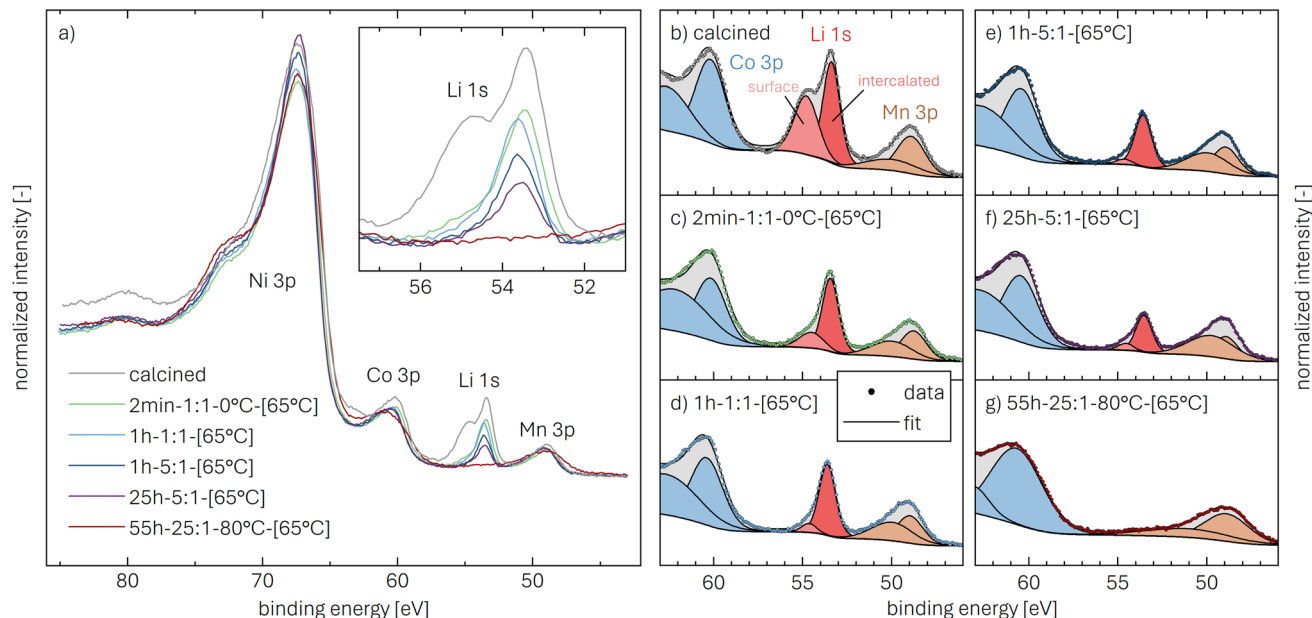 a)
Li 1s
56
54
52
Ni 3p
Co 3p
Li 1s
Mn 3p
calcined
2min-1:1-0°C-[65°C]
1h-1:1-[65°C]
1h-5:1-[65°C]
25h-5:1-[65°C]
55h-25:1-80°C-[65°C]
80
70
60
50
binding energy [eV]
normalized intensity [-]
b) calcined
Li 1s
Co 3p
surface
intercalated
Mn 3p
c) 2min-1:1-0°C-[65°C]
d) 1h-1:1-[65°C]
data
fit
60
55
50
e) 1h-5:1-[65°C]
f) 25h-5:1-[65°C]
g) 55h-25:1-80°C-[65°C]
60
55
50
binding energy [eV]
normalized intensity [-]